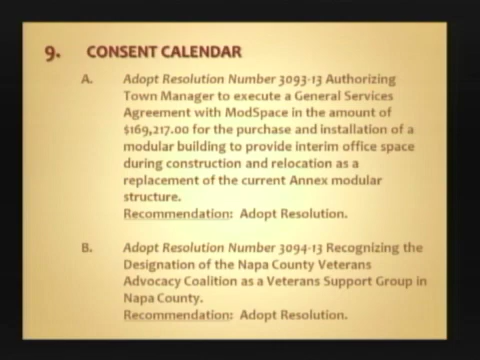 9. CONSENT CALENDAR
A. Adopt Resolution Number 3093-13 Authorizing
Town Manager to execute a General Services
Agreement with ModSpace in the amount of
$169,217.00 for the purchase and installation of a
modular building to provide interim office space
during construction and relocation as a
replacement of the current Annex modular
structure.
Recommendation: Adopt Resolution.
B. Adopt Resolution Number 3094-13 Recognizing the
Designation of the Napa County Veterans
Advocacy Coalition as a Veterans Support Group in
Napa County.
Recommendation: Adopt Resolution.